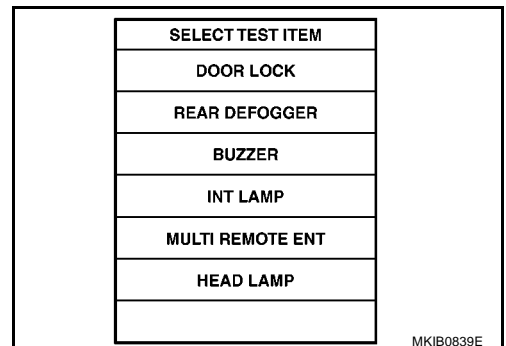 SELECT TEST ITEM
DOOR LOCK
REAR DEFOGGER
BUZZER
INT LAMP
MULTI REMOTE ENT
HEAD LAMP
MKIB0839E